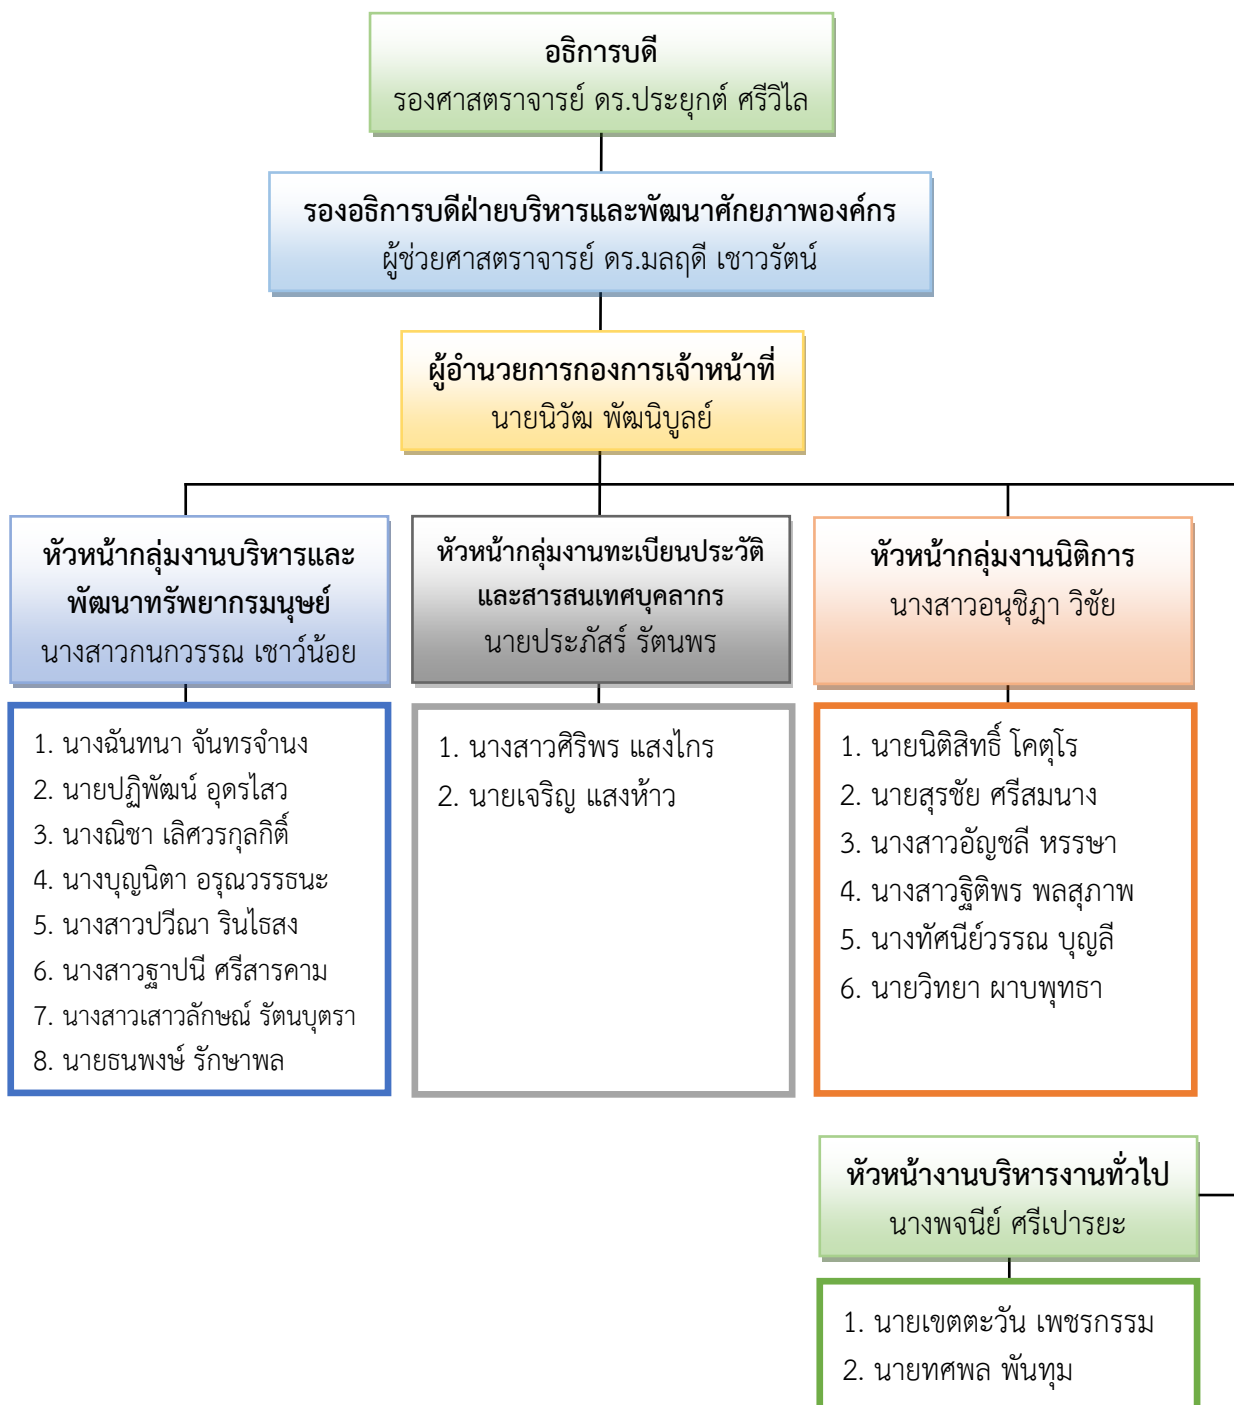 อธิการบดี
รองศาสตราจารย์ ดร.ประยุกต์ ศรีวิไล
รองอธิการบดีฝ่ายบริหารและพัฒนาศักยภาพองค์กร
ผู้ช่วยศาสตราจารย์ ดร.มลฤดี เชาวรัตน์
ผู้อำนวยการกองการเจ้าหน้าที่
นายนิวัฒ พัฒนิบูลย์
หัวหน้ากลุ่มงานบริหารและ
พัฒนาทรัพยากรมนุษย์
นางสาวกนกวรรณ เชาว์น้อย
1. นางฉันทนา จันทรจำนง
2. นายปฏิพัฒน์ อุดรไสว
3. นางณิชา เลิศวรกุลกิติ์
4. นางบุญนิตา อรุณวรรธนะ
5. นางสาวปวีณา รินไธสง
6. นางสาวฐาปนี ศรีสารคาม
7. นางสาวเสาวลักษณ์ รัตนบุตรา
8. นายธนพงษ์ รักษาพล
หัวหน้ากลุ่มงานทะเบียนประวัติ
และสารสนเทศบุคลากร
นายประภัสร์ รัตนพร
1. นางสาวศิริพร แสงไกร
2. นายเจริญ แสงห้าว
หัวหน้ากลุ่มงานนิติการ
นางสาวอนุชิฎา วิชัย
1. นายนิติสิทธิ์ โคตุโร
2. นายสุรชัย ศรีสมนาง
3. นางสาวอัญชลี หรรษา
4. นางสาวฐิติพร พลสุภาพ
5. นางทัศนีย์วรรณ บุญลี
6. นายวิทยา ผาบพุทธา
หัวหน้างานบริหารงานทั่วไป
นางพจนีย์ ศรีเปารยะ
1. นายเขตตะวัน เพชรกรรม
2. นายทศพล พันทุม